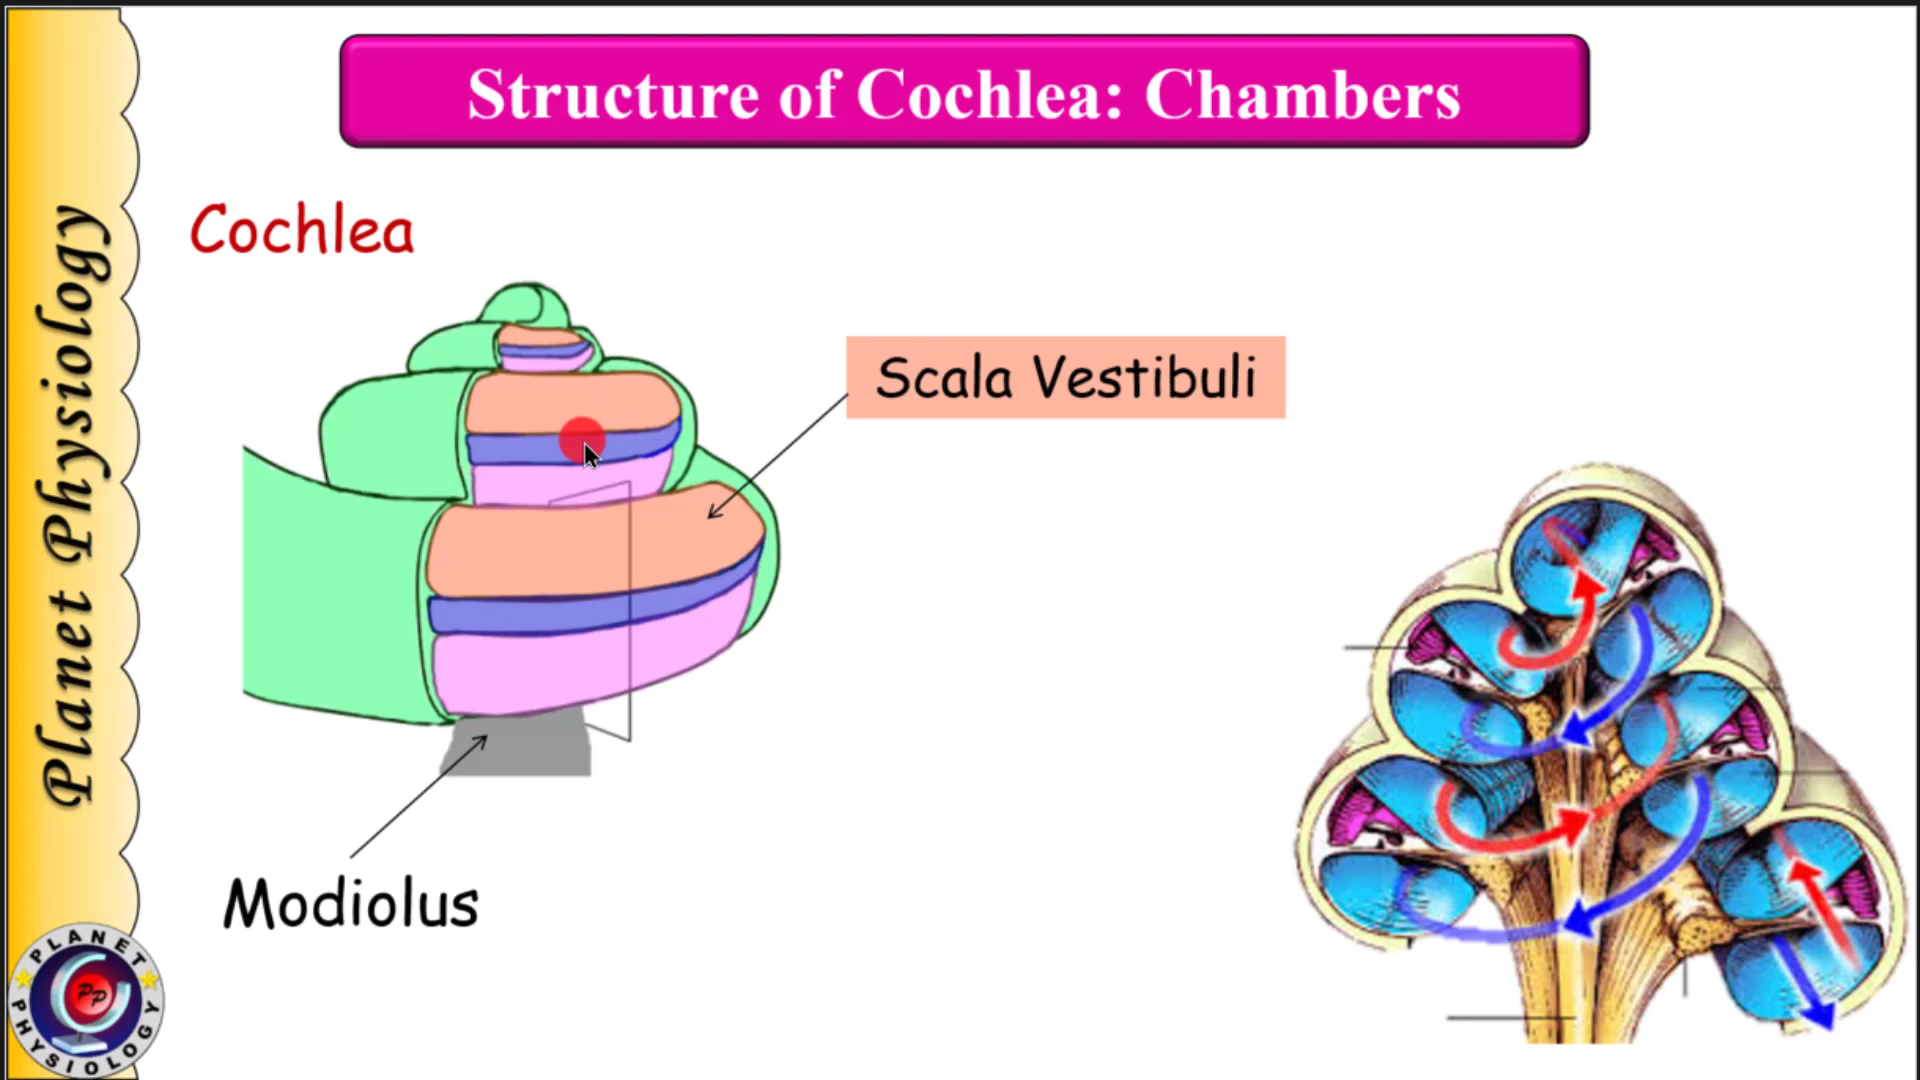 Structure of Cochlea: Chambers
Planet Physiology
Cochlea
Scala Vestibuli
Modiolus
PLANET
PP
PHYSIOLOGY